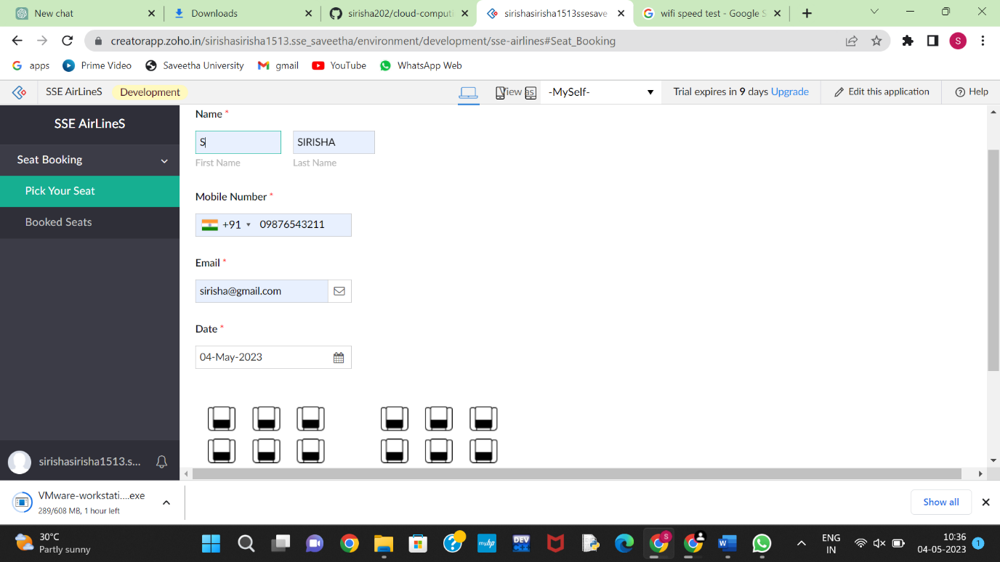 New chat
Downloads
sirisha202/cloud-computi
sirishasirisha1513ssesave
wifi speed test - Google S
creatorapp.zoho.in/sirishasirisha1513.sse_saveetha/environment/development/sse-airlines#Seat_Booking
S
apps
Prime Video
Saveetha University
gmail
YouTube
WhatsApp Web
SSE AirLineS
Development
View as
-MySelf-
Trial expires in 9 days Upgrade
Edit this application
Help
SSE AirLineS
Seat Booking
Pick Your Seat
Booked Seats
sirishasirisha1513.s...
Name *
S
SIRISHA
First Name
Last Name
Mobile Number *
+91 09876543211
Email *
sirisha@gmail.com
Date *
04-May-2023
VMware-workstati....exe
289/608 MB, 1 hour left
Show all
30°C
Partly sunny
myhp
DEV
C++
S
W
ENG
IN
10:36
04-05-2023
1